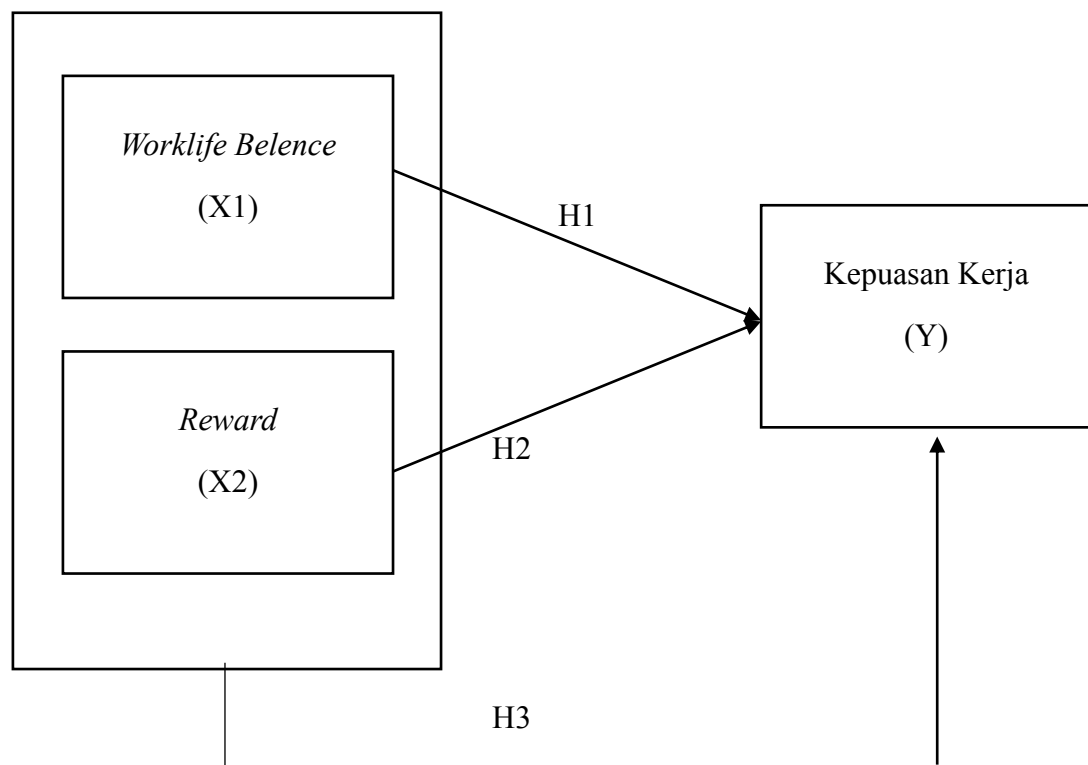 Worklife Belence
(X1)
H1
Kepuasan Kerja
(Y)
Reward
(X2)
H2
H3